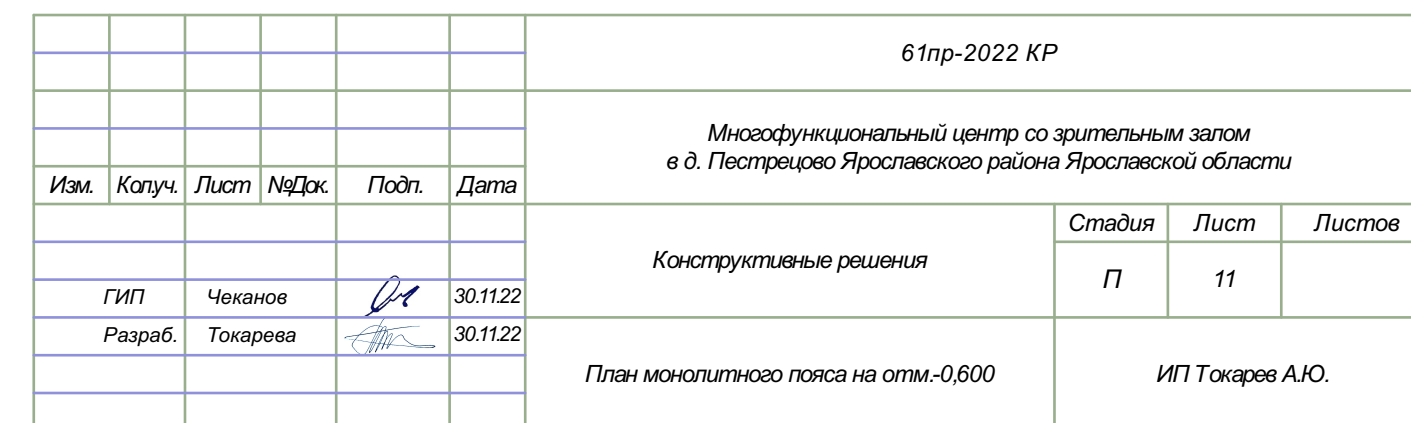 61пр-2022 КР
Многофункциональный центр со зрительным залом
в д. Пестрецово Ярославского района Ярославской области
Изм. Кол.уч. Лист №Док. Подп. Дата
Стадия Лист Листов
Конструктивные решения
П 11
ГИП Чеканов 30.11.22
Разраб. Токарева 30.11.22
План монолитного пояса на отм.-0,600
ИП Токарев А.Ю.